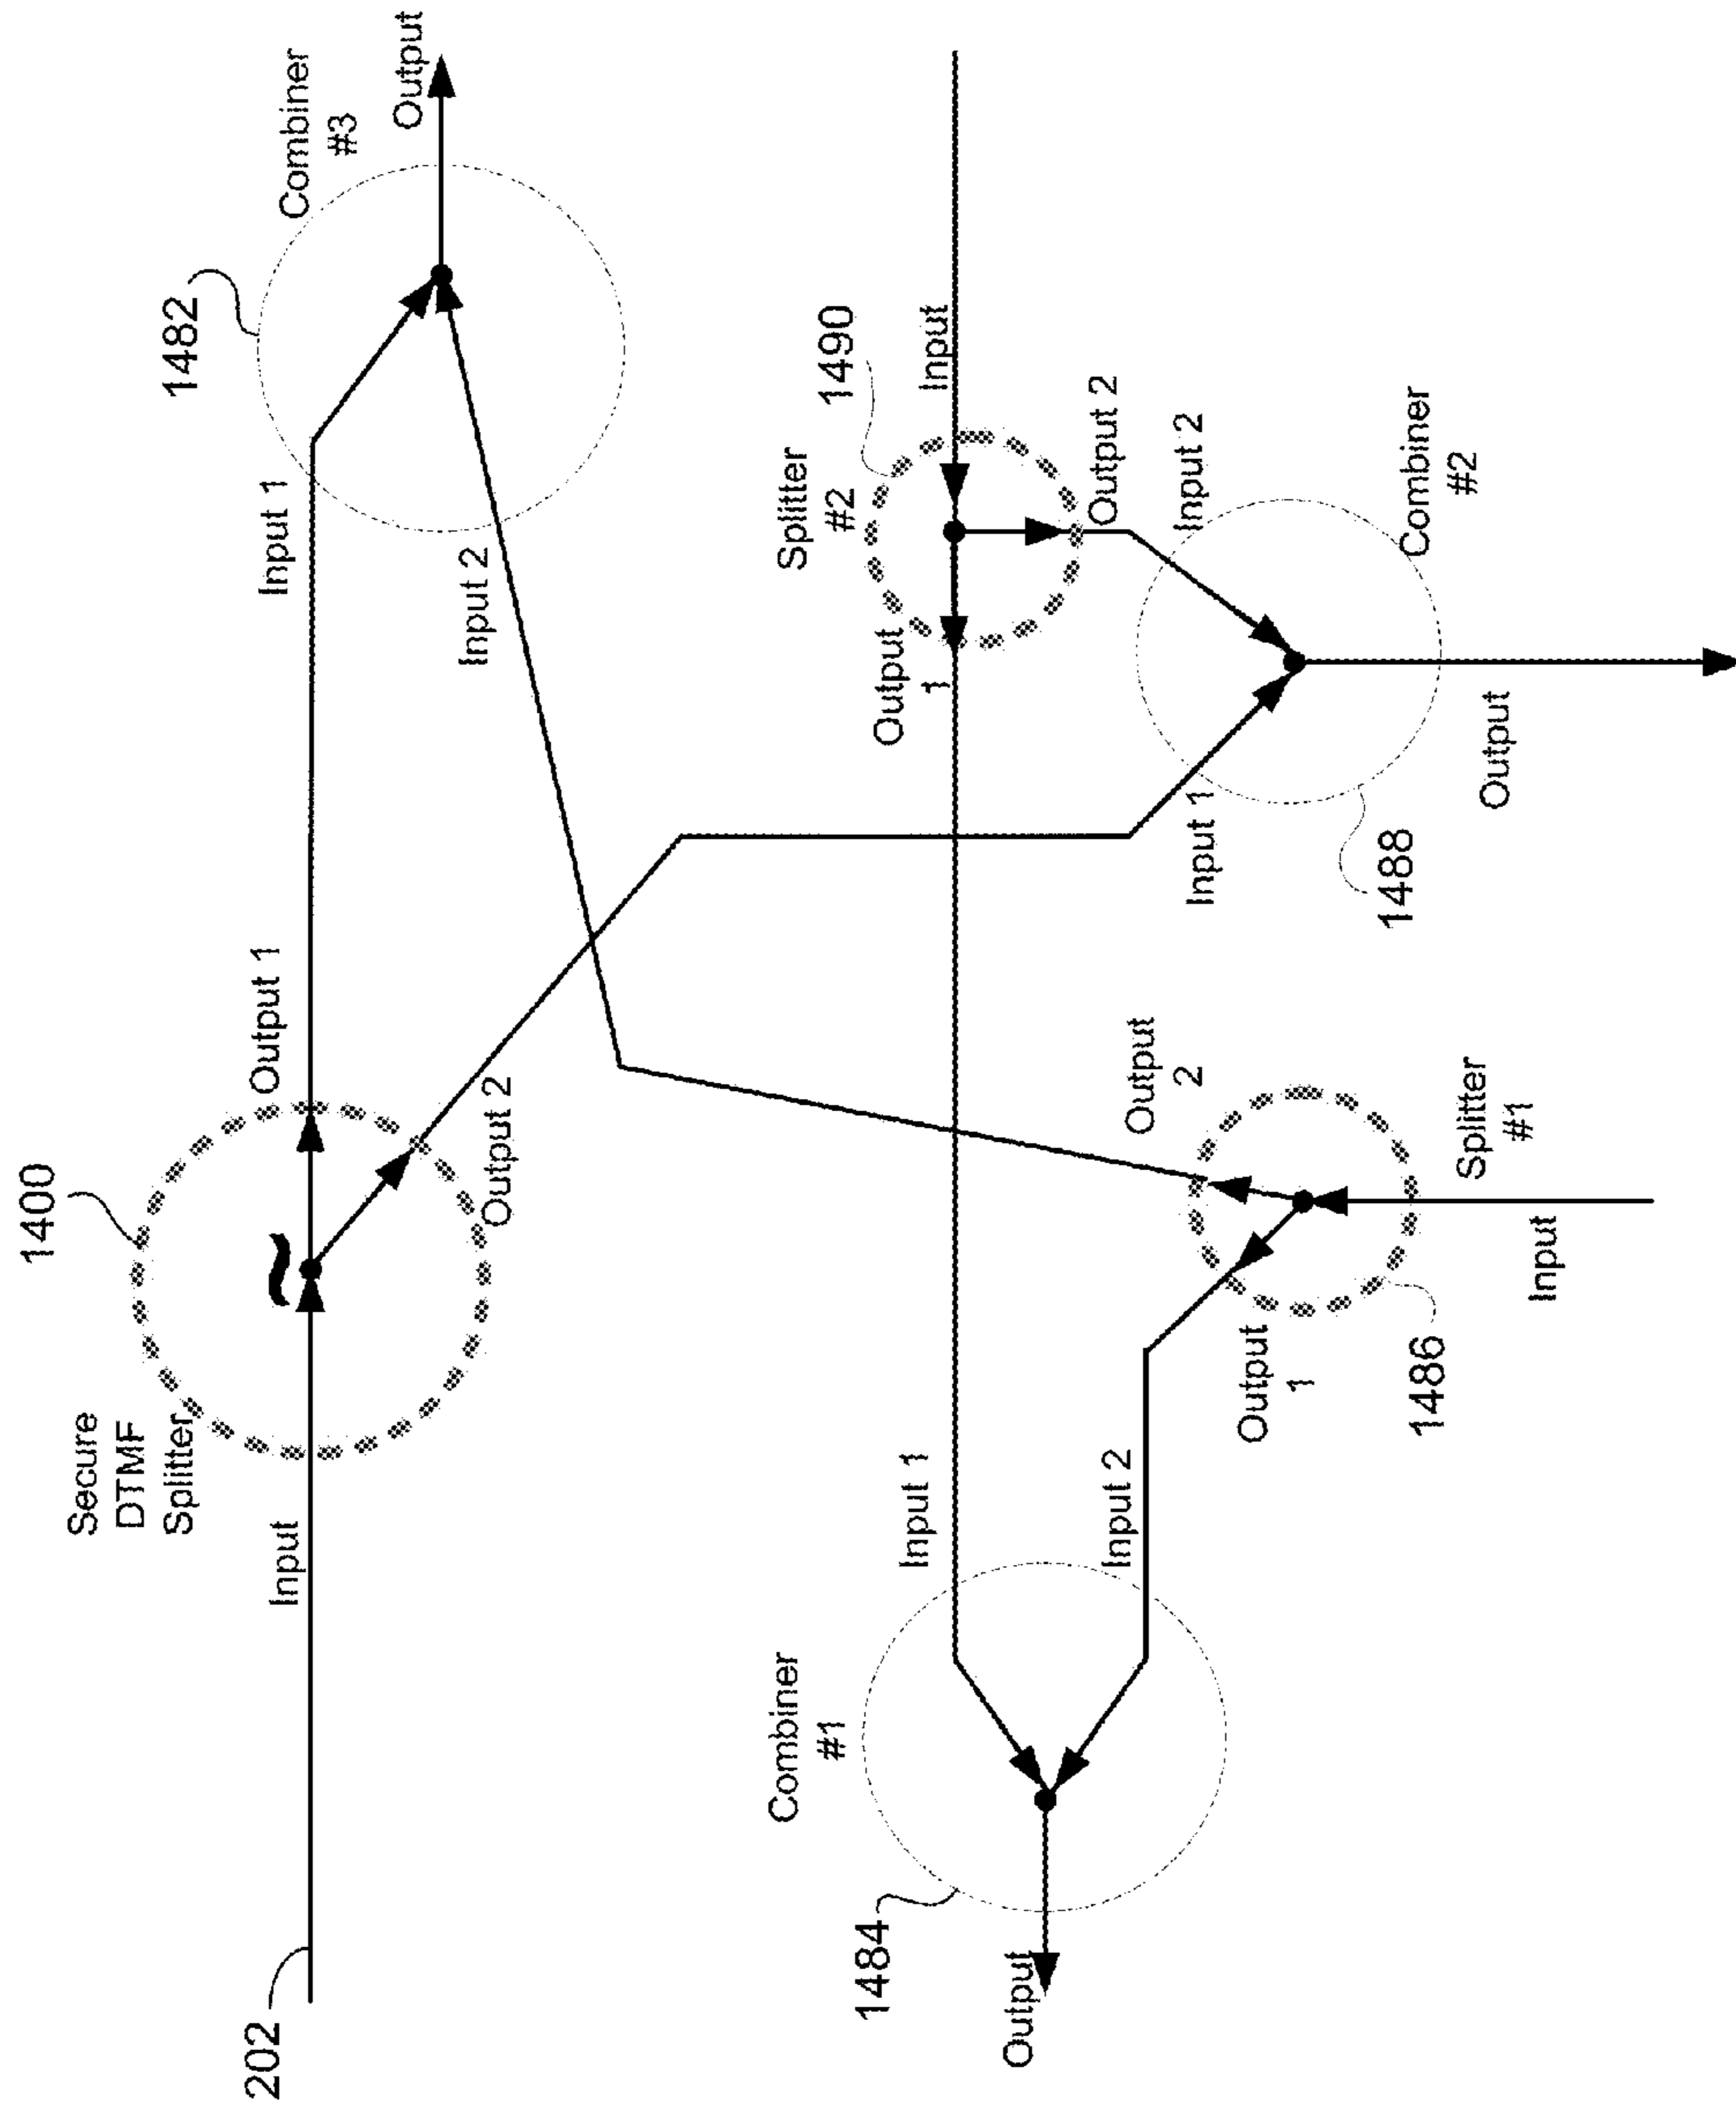 202
Input
Secure
DTMF
Splitter
1400
Output 1
Output 2
Input 1
Input 2
1482
Combiner
#3
Output
1484
Output
Combiner
#1
Input 1
Input 2
Output
1
1486
Input
Splitter
#1
Output
2
Output
1
Splitter
#2
1490
Input
Output 2
Input 2
Input 1
1488
Output
Combiner
#2